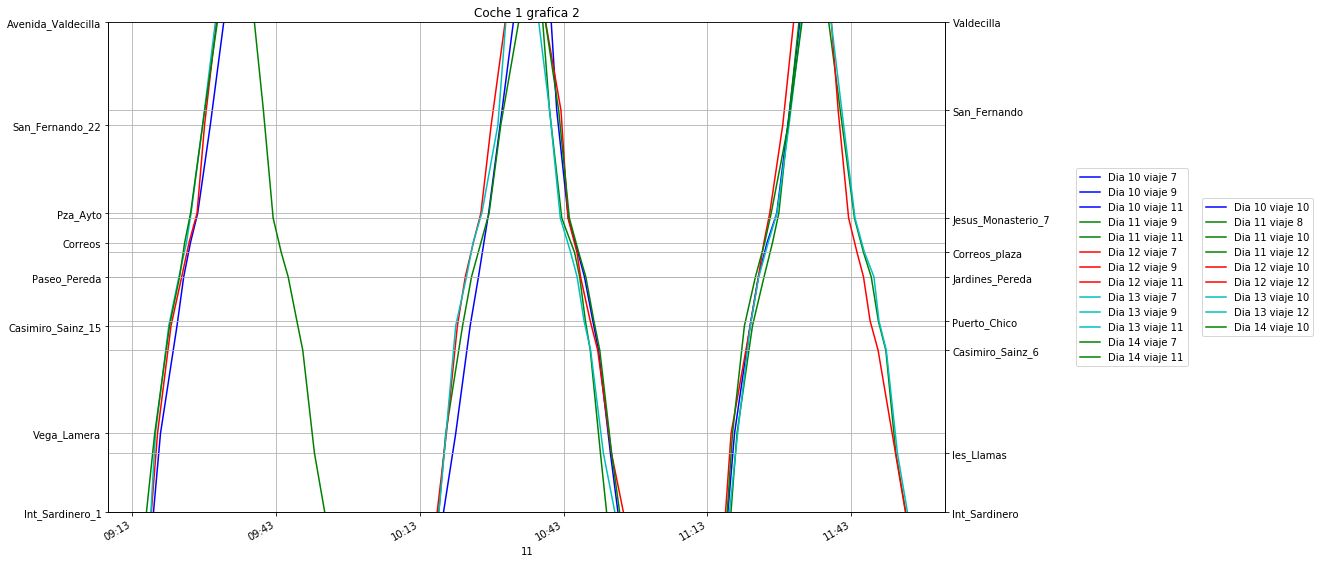 Coche 1 grafica 2
Avenida_Valdecilla
San_Fernando_22
Pza_Ayto
Correos
Paseo_Pereda
Casimiro_Sainz_15
Vega_Lamera
Int_Sardinero_1
Valdecilla
San_Fernando
Jesus_Monasterio_7
Correos_plaza
Jardines_Pereda
Puerto_Chico
Casimiro_Sainz_6
Ies_Llamas
Int_Sardinero
09:13
09:43
10:13
10:43
11:13
11:43
11
Dia 10 viaje 7
Dia 10 viaje 9
Dia 10 viaje 11
Dia 11 viaje 9
Dia 11 viaje 11
Dia 12 viaje 7
Dia 12 viaje 9
Dia 12 viaje 11
Dia 13 viaje 7
Dia 13 viaje 9
Dia 13 viaje 11
Dia 14 viaje 7
Dia 14 viaje 11
Dia 10 viaje 10
Dia 11 viaje 8
Dia 11 viaje 10
Dia 11 viaje 12
Dia 12 viaje 10
Dia 12 viaje 12
Dia 13 viaje 10
Dia 13 viaje 12
Dia 14 viaje 10